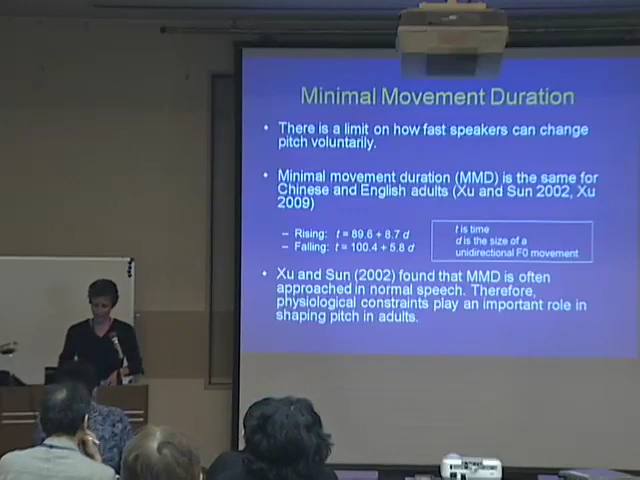 Minimal Movement Duration
• There is a limit on how fast speakers can change
pitch voluntarily.
• Minimal movement duration (MMD) is the same for
Chinese and English adults (Xu and Sun 2002, Xu
2009)
– Rising: t = 89.6 + 8.7 d
– Falling: t = 100.4 + 5.8 d
t is time
d is the size of a
unidirectional F0 movement
• Xu and Sun (2002) found that MMD is often
approached in normal speech. Therefore,
physiological constraints play an important role in
shaping pitch in adults.